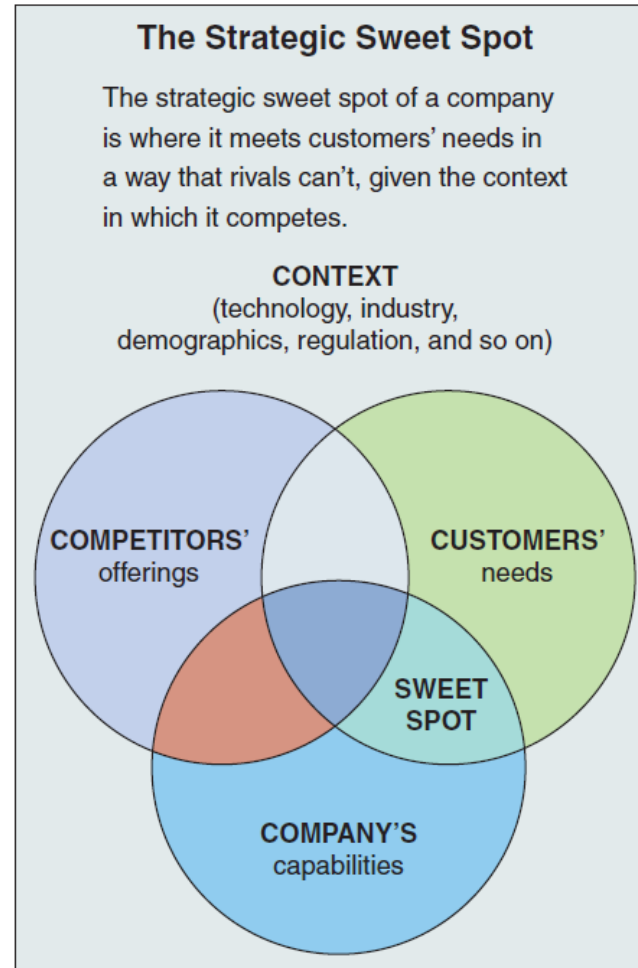 The Strategic Sweet Spot
The strategic sweet spot of a company
is where it meets customers’ needs in
a way that rivals can’t, given the context
in which it competes.
CONTEXT
(technology, industry,
demographics, regulation, and so on)
COMPETITORS’
offerings
CUSTOMERS’
needs
SWEET
SPOT
COMPANY’S
capabilities